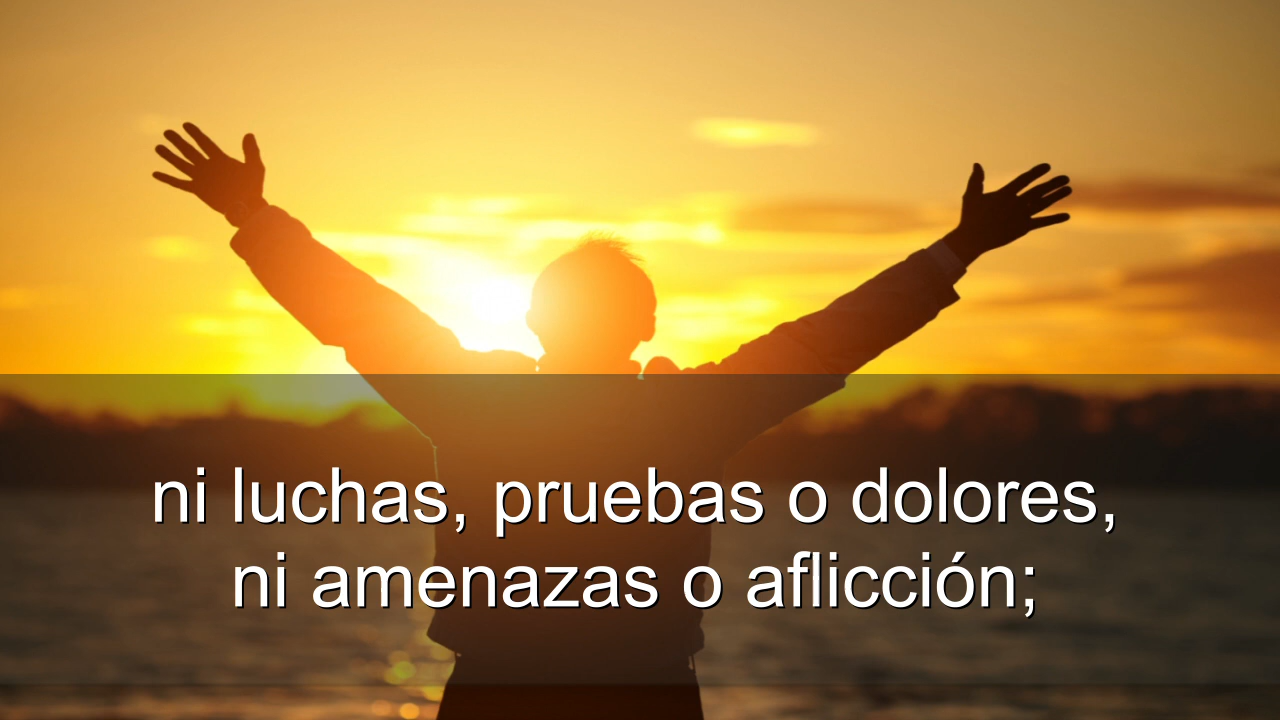 ni luchas, pruebas o dolores,
ni amenazas o aflicción;